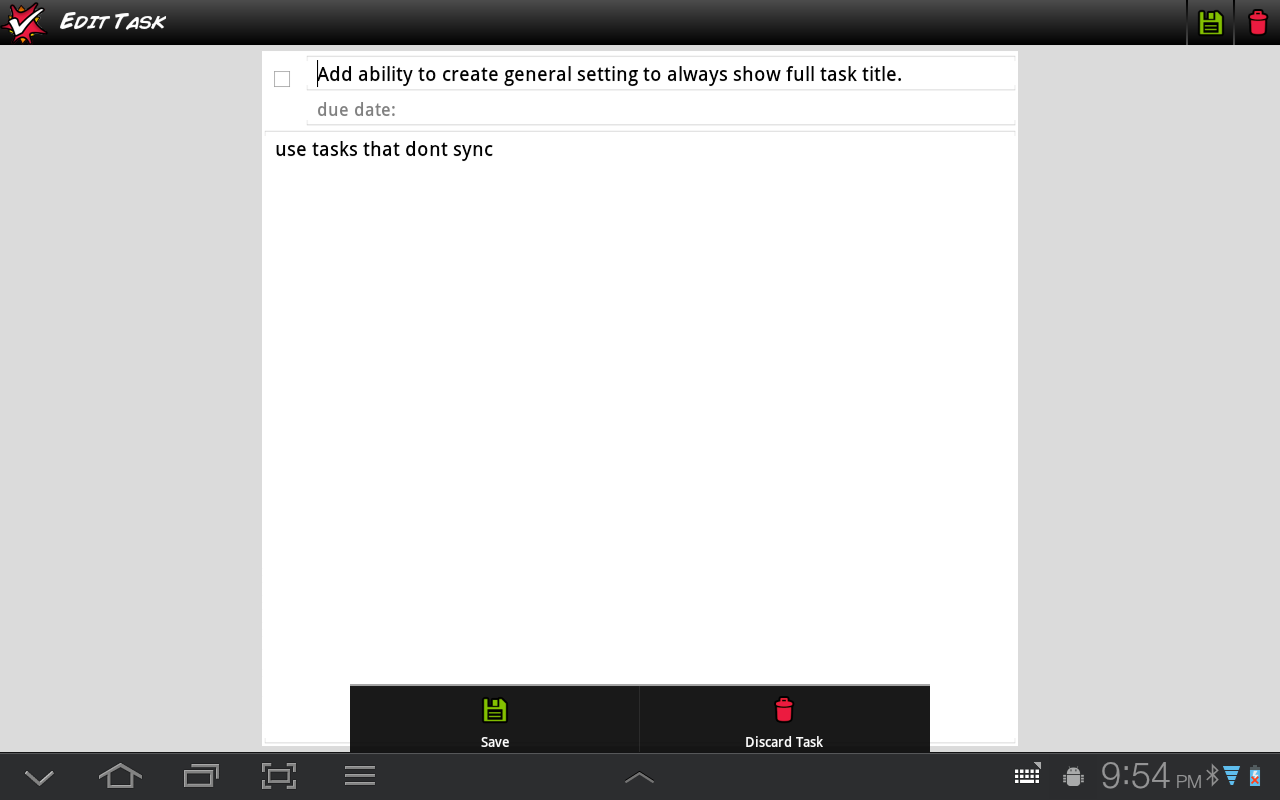 Edit Task
Add ability to create general setting to always show full task title.
due date:
use tasks that dont sync
Save
Discard Task
9:54 PM